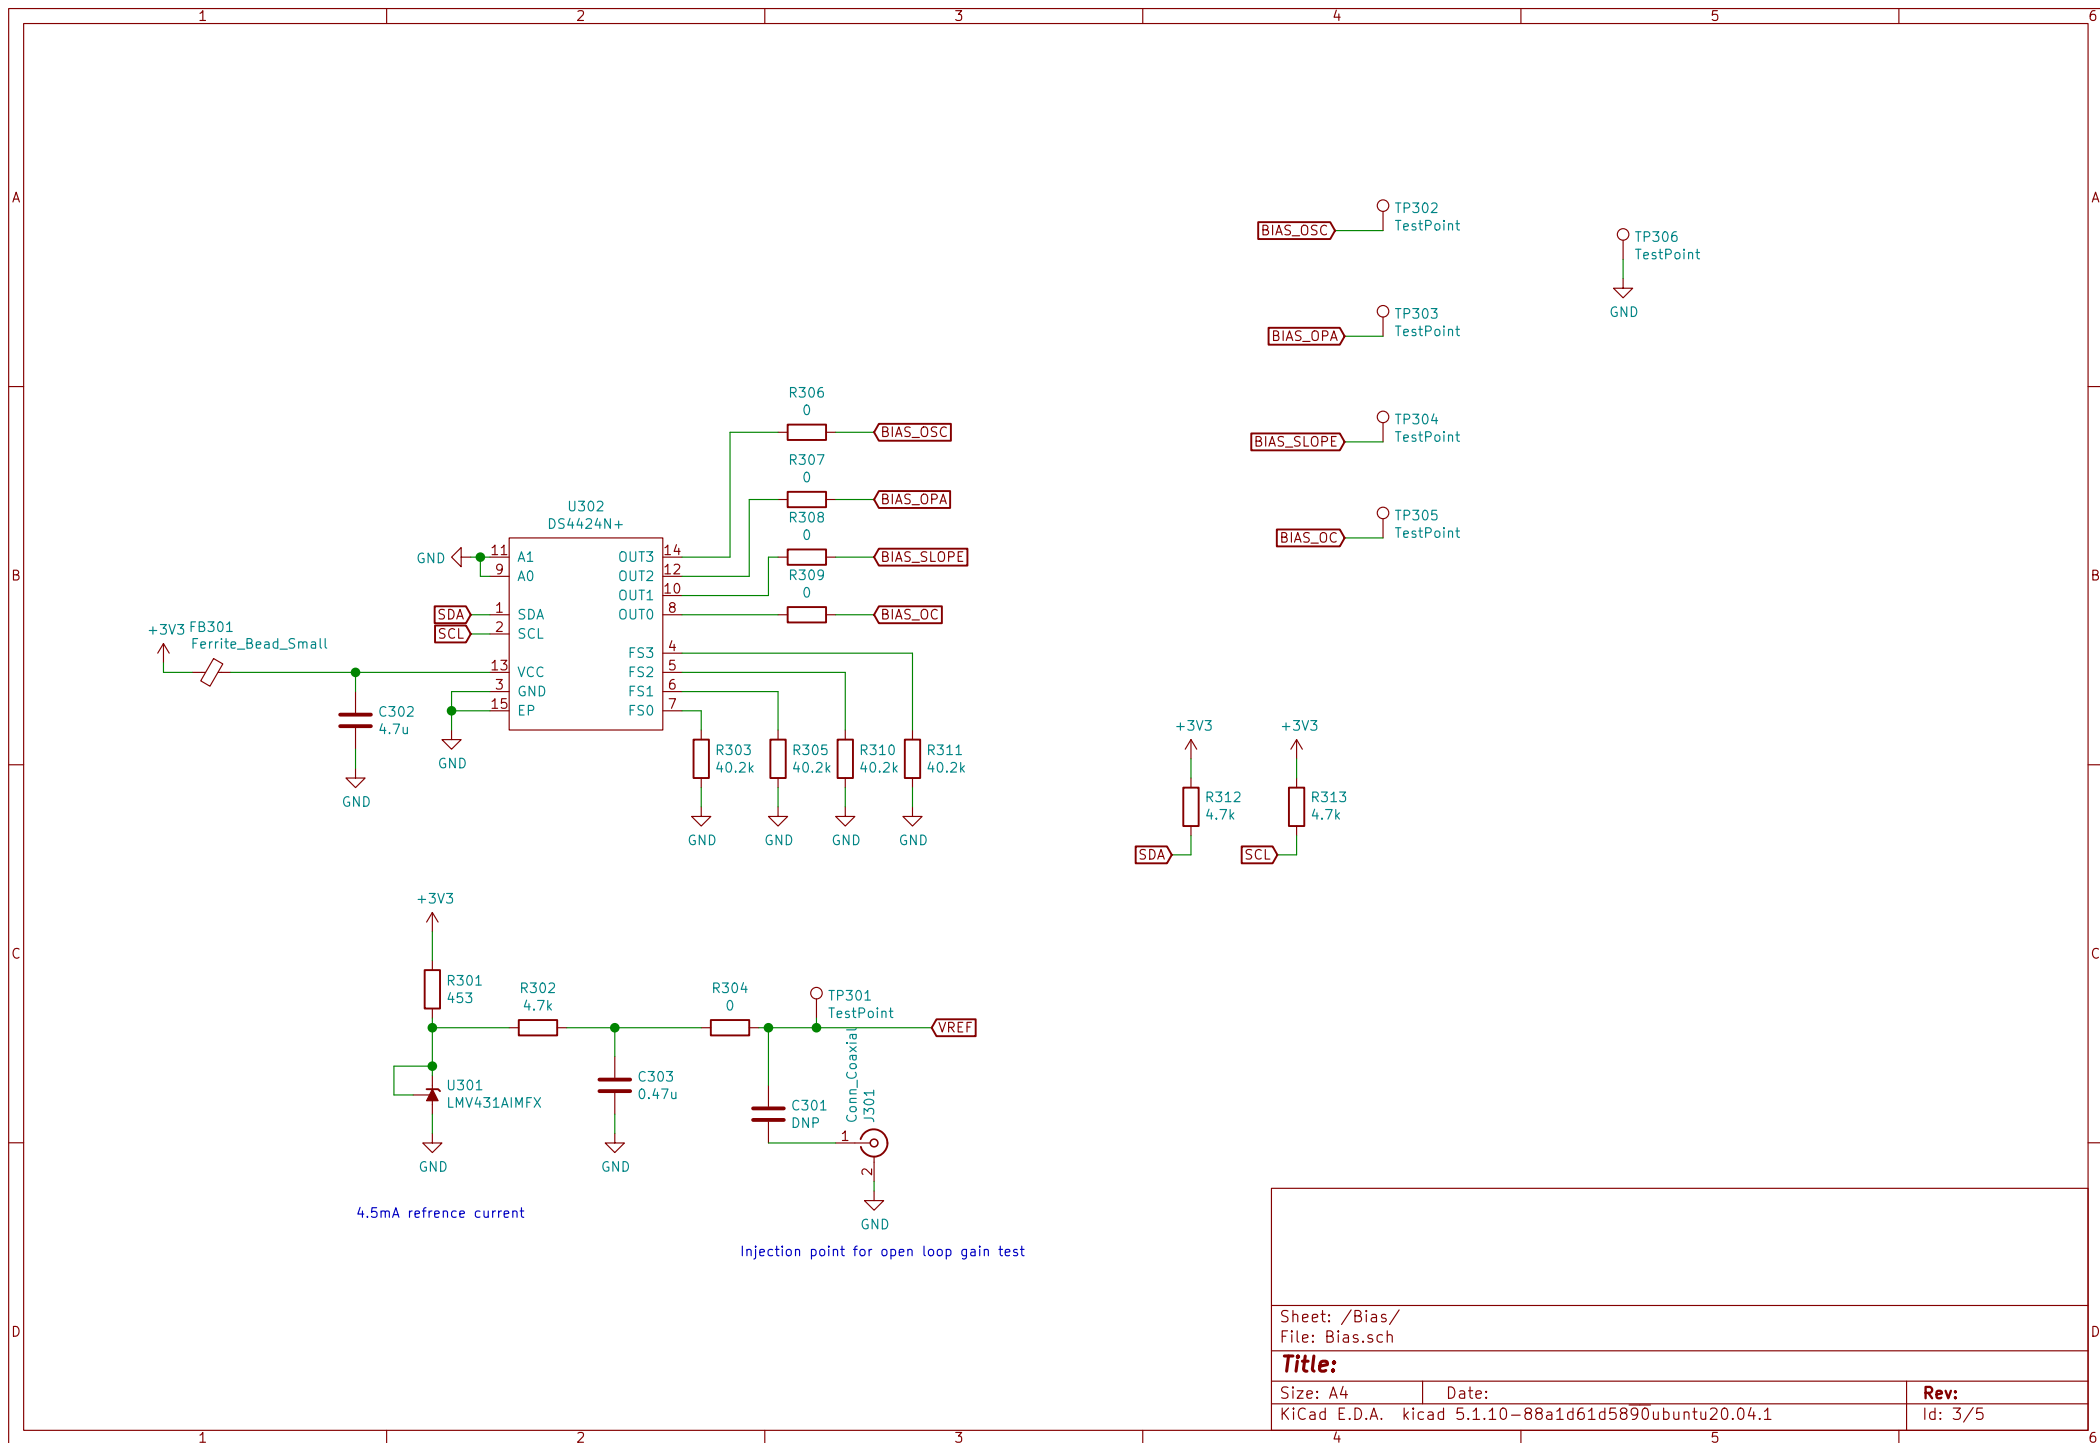 1 2 3 4 5 6
A A
TP302
TestPoint
BIAS_OSC
TP306
TestPoint
GND
TP303
TestPoint
BIAS_OPA
TP304
TestPoint
BIAS_SLOPE
TP305
TestPoint
BIAS_OC
R306
0
BIAS_OSC
R307
0
BIAS_OPA
R308
0
BIAS_SLOPE
R309
0
BIAS_OC
B B
U302
DS4424N+
GND
11 A1 OUT3 14
9 A0 OUT2 12
OUT1 10
SDA 1 SDA OUT0 8
SCL 2 SCL
FS3 4
13 VCC FS2 5
3 GND FS1 6
15 EP FS0 7
+3V3 FB301
Ferrite_Bead_Small
C302
4.7u
GND
GND
R303
40.2k
R305
40.2k
R310
40.2k
R311
40.2k
GND GND GND GND
+3V3 +3V3
R312
4.7k
R313
4.7k
SDA SCL
C C
+3V3
R301
453
R302
4.7k
R304
0
TP301
TestPoint
VREF
U301
LMV431AIMFX
GND
C303
0.47u
GND
C301
DNP
Conn_Coaxial
J301
1
2
GND
4.5mA refrence current
Injection point for open loop gain test
D D
Sheet: /Bias/
File: Bias.sch
Title:
Size: A4 Date: Rev:
KiCad E.D.A. kicad 5.1.10-88a1d61d5890ubuntu20.04.1 Id: 3/5
1 2 3 4 5 6